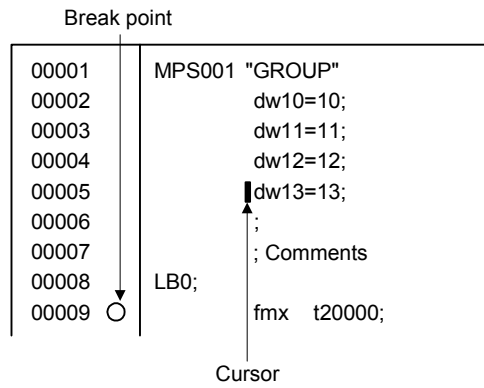 Break point
00001 MPS001 "GROUP"
00002 dw10=10;
00003 dw11=11;
00004 dw12=12;
00005 dw13=13;
00006 ;
00007 ; Comments
00008 LB0;
00009 fmx t20000;
Cursor